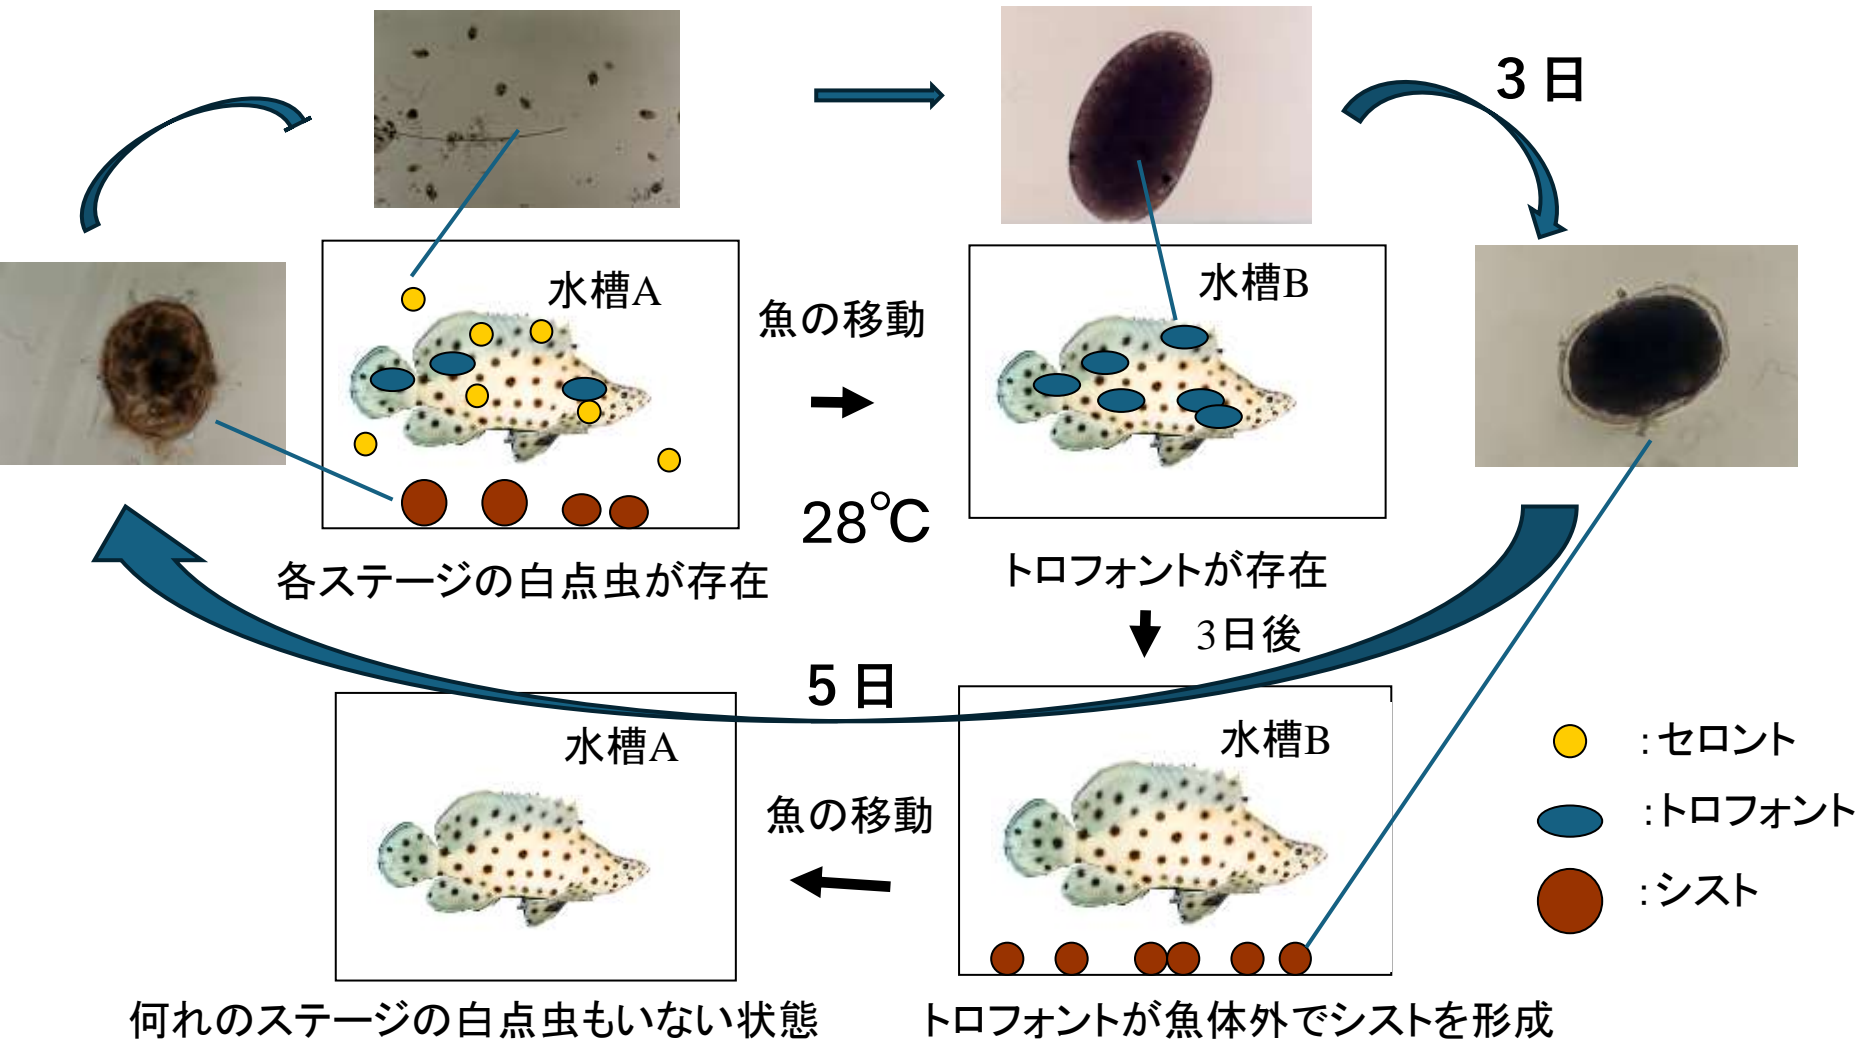 3日
水槽A
魚の移動
水槽B
28℃
各ステージの白点虫が存在
トロフォントが存在
3日後
5日
水槽A
魚の移動
水槽B
:セロント
:トロフォント
:シスト
何れのステージの白点虫もいない状態
トロフォントが魚体外でシストを形成